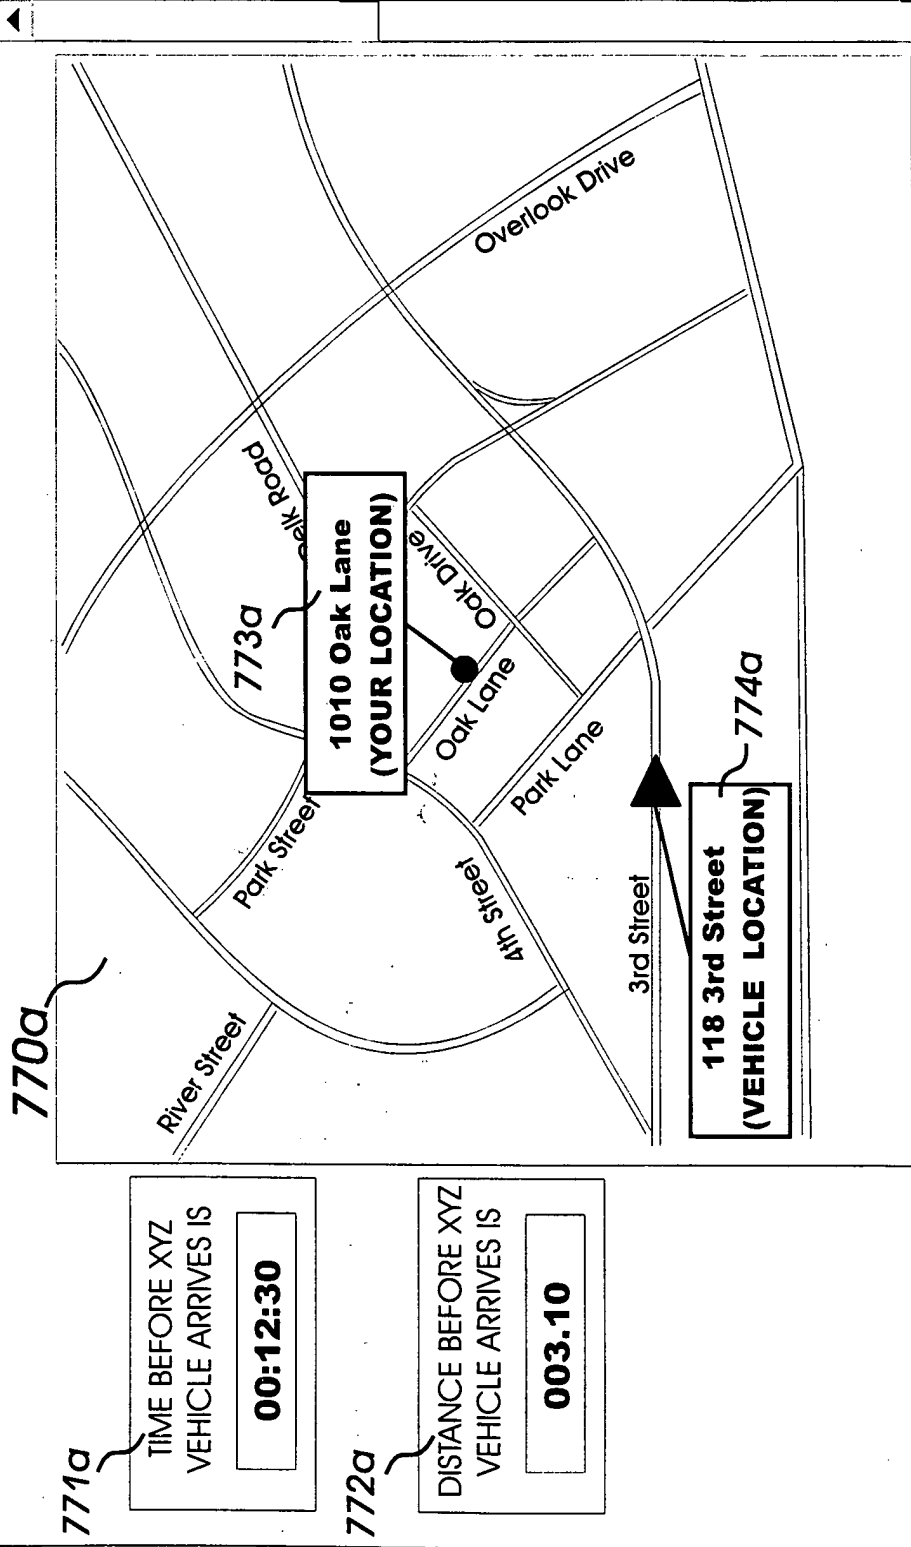 770a
771a
TIME BEFORE XYZ
VEHICLE ARRIVES IS
00:12:30
772a
DISTANCE BEFORE XYZ
VEHICLE ARRIVES IS
003.10
River Street
Park Street
4th Street
3rd Street
Park Lane
Oak Lane
Oak Drive
Road
Overlook Drive
773a
1010 Oak Lane
(YOUR LOCATION)
118 3rd Street
(VEHICLE LOCATION)
774a